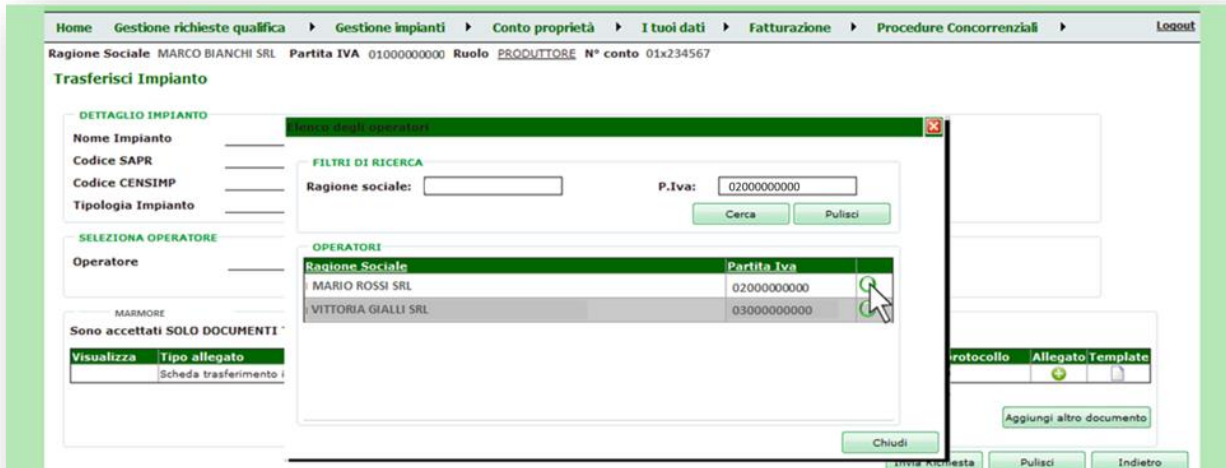 Home Gestione richieste qualifica Gestione impianti Conto proprietà I tuoi dati Fatturazione Procedure Concorrenziali Logout
Ragione Sociale MARCO BIANCHI SRL Partita IVA 01000000000 Ruolo PRODUTTORE N° conto 01x234567
Trasferisci Impianto
DETTAGLIO IMPIANTO
Nome Impianto
Codice SAPR
Codice CENSIMP
Tipologia Impianto
SELEZIONA OPERATORE
Operatore
MARMORE
Sono accettati SOLO DOCUMENTI
Visualizza Tipo allegato
Scheda trasferimento
Elenco degli operatori
FILTRI DI RICERCA
Ragione sociale: P.Iva: 02000000000
Cerca Pulisci
OPERATORI
Ragione Sociale Partita Iva
MARIO ROSSI SRL 02000000000
VITTORIA GIALLI SRL 03000000000
Chiudi
rotocollo Allegato Template
Aggiungi altro documento
Invia Richiesta Pulisci Indietro